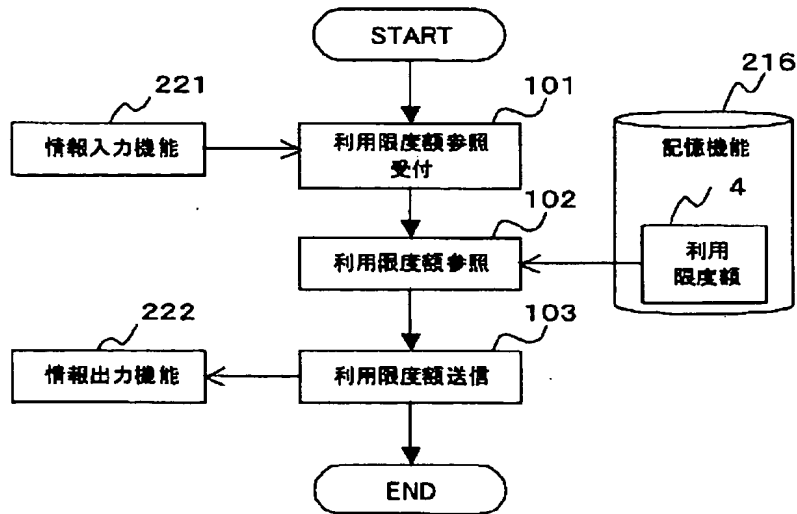 START
221
101
216
情報入力機能
利用限度額参照
受付
記憶機能
102
4
利用限度額参照
利用
限度額
222
103
情報出力機能
利用限度額送信
END